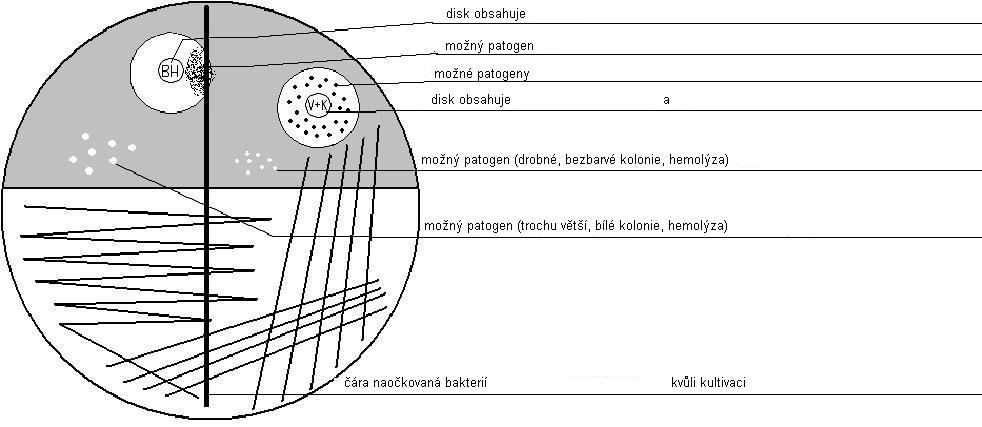 disk obsahuje
možný patogen
BH
možné patogeny
disk obsahuje a
V+K
možný patogen (drobné, bezbarvé kolonie, hemolýza)
možný patogen (trochu větší, bílé kolonie, hemolýza)
čára naočkovaná bakterií kvůli kultivaci